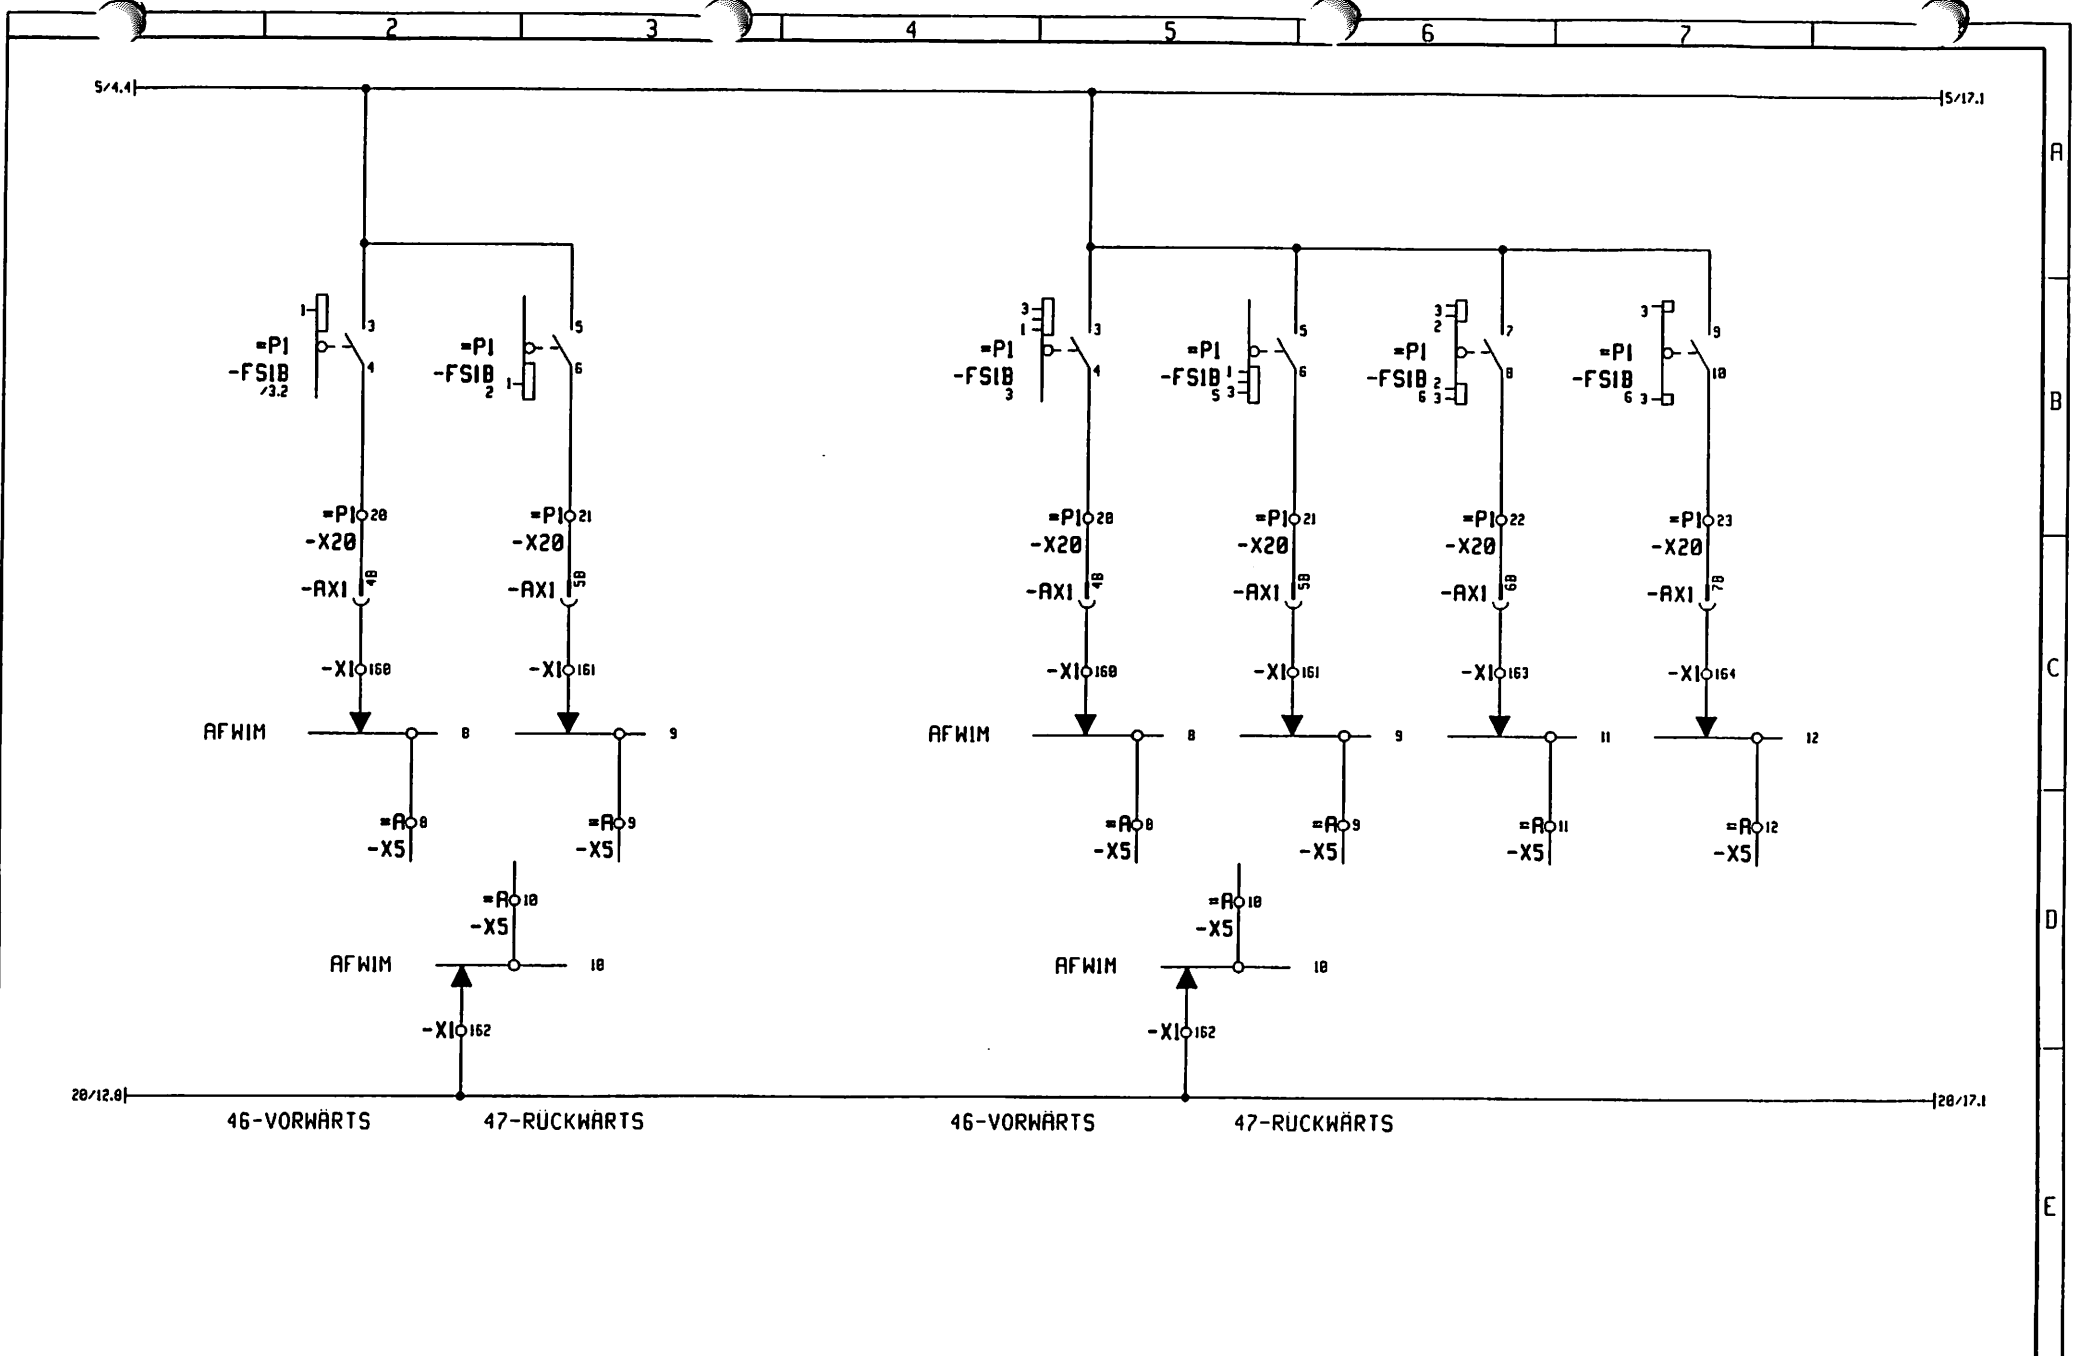 2 3 4 5 6 7
5/4.4 5/17.1
A
1 3 5 3 1 3 5 3 2 7 3 9
=P1 =P1 =P1 =P1 =P1 =P1
4 6 4 6 8 10
-FS1B -FS1B -FS1B -FS1B -FS1B -FS1B
/3.2 2 1 3 5 1 3 6 2 3 6 3
B
=P1 20 =P1 21 =P1 20 =P1 21 =P1 22 =P1 23
-X20 -X20 -X20 -X20 -X20 -X20
-AX1 4B -AX1 5B -AX1 4B -AX1 5B -AX1 6B -AX1 7B
-X1 160 -X1 161 -X1 160 -X1 161 -X1 163 -X1 164
C
AFW1M 8 9 AFW1M 8 9 11 12
=A 8 =A 9 =A 8 =A 9 =A 11 =A 12
-X5 -X5 -X5 -X5 -X5 -X5
=A 10 =A 10
-X5 -X5
D
AFW1M 10 AFW1M 10
-X1 162 -X1 162
20/12.8 20/17.1
46-VORWÄRTS 47-RÜCKWÄRTS 46-VORWÄRTS 47-RÜCKWÄRTS
E